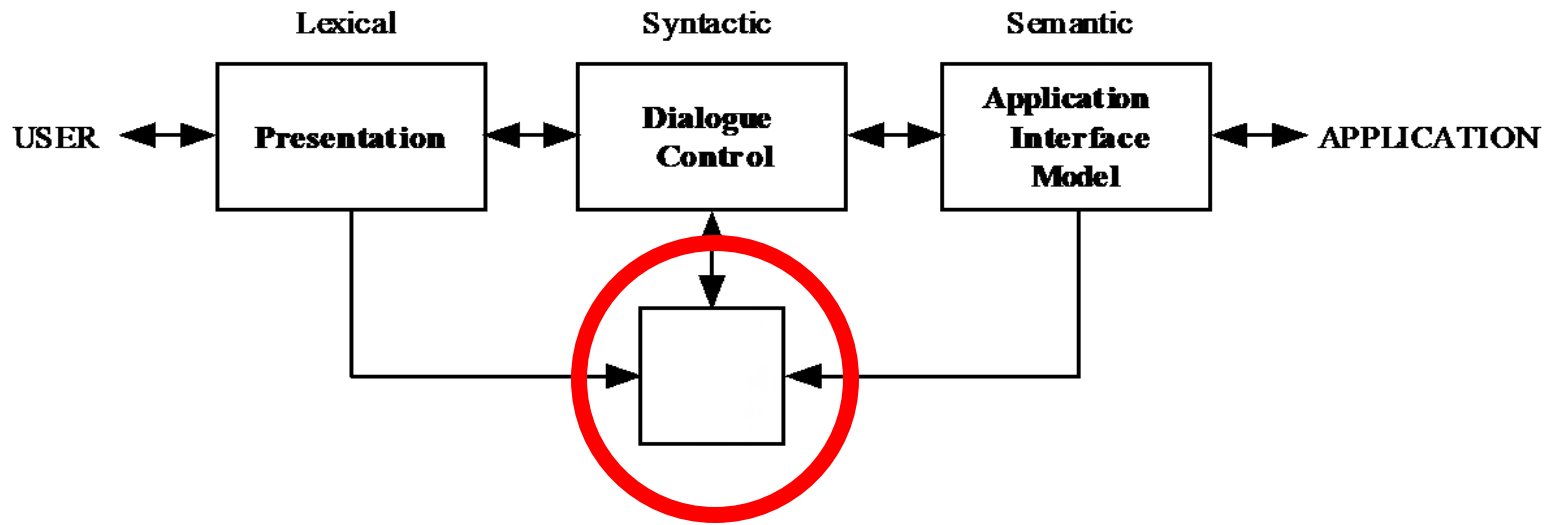 Lexical
Syntactic
Semantic
USER
Presentation
Dialogue
Control
Application
Interface
Model
APPLICATION